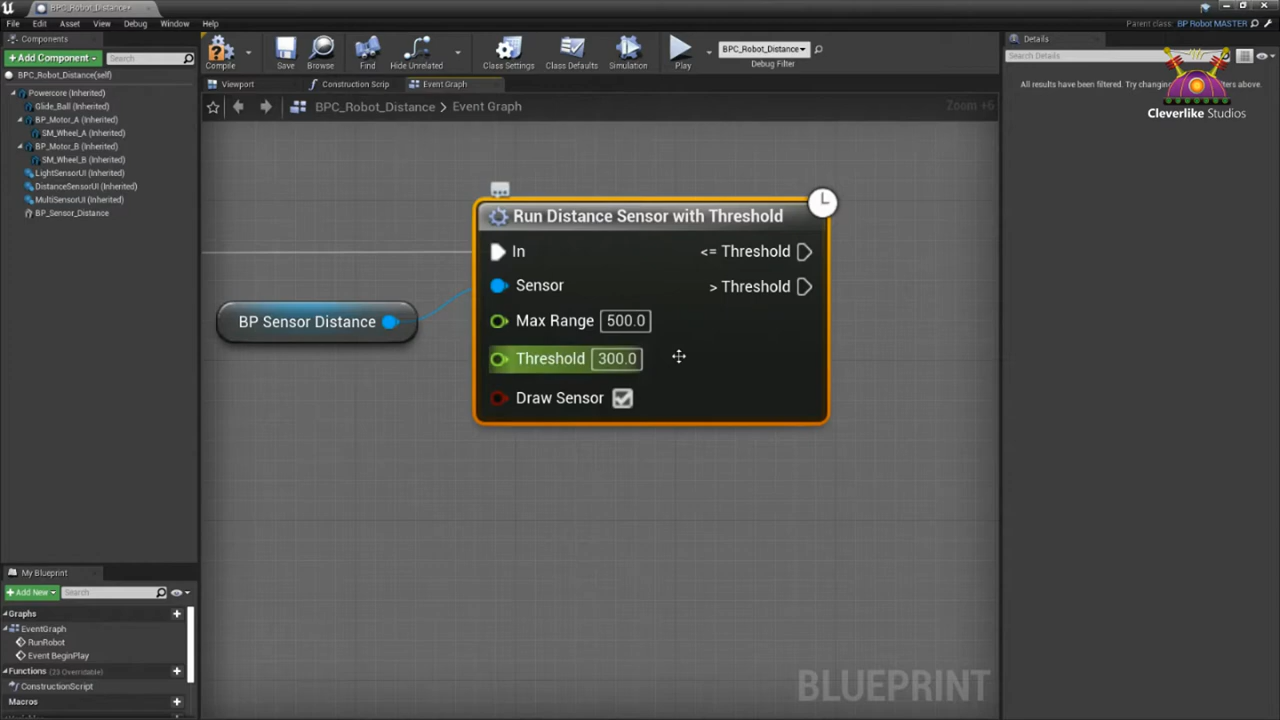 BPC_Robot_Distance*
File Edit Asset View Debug Window Help
Parent class: BP Robot MASTER
Components
+Add Component
Search
BPC_Robot_Distance(self)
Powercore (Inherited)
Glide_Ball (Inherited)
BP_Motor_A (Inherited)
SM_Wheel_A (Inherited)
BP_Motor_B (Inherited)
SM_Wheel_B (Inherited)
LightSensorUI (Inherited)
DistanceSensorUI (Inherited)
MultiSensorUI (Inherited)
BP_Sensor_Distance
Compile
Save
Browse
Find
Hide Unrelated
Class Settings
Class Defaults
Simulation
Play
BPC_Robot_Distance
Debug Filter
Viewport
Construction Scrip
Event Graph
BPC_Robot_Distance > Event Graph
Zoom +6
Run Distance Sensor with Threshold
In
<= Threshold
Sensor
> Threshold
BP Sensor Distance
Max Range 500.0
Threshold 300.0
Draw Sensor
BLUEPRINT
Details
Search Details
All results have been filtered. Try changing
ters above.
Cleverlike Studios
My Blueprint
+Add New
Search
Graphs
EventGraph
RunRobot
Event BeginPlay
Functions (23 Overridable)
ConstructionScript
Macros